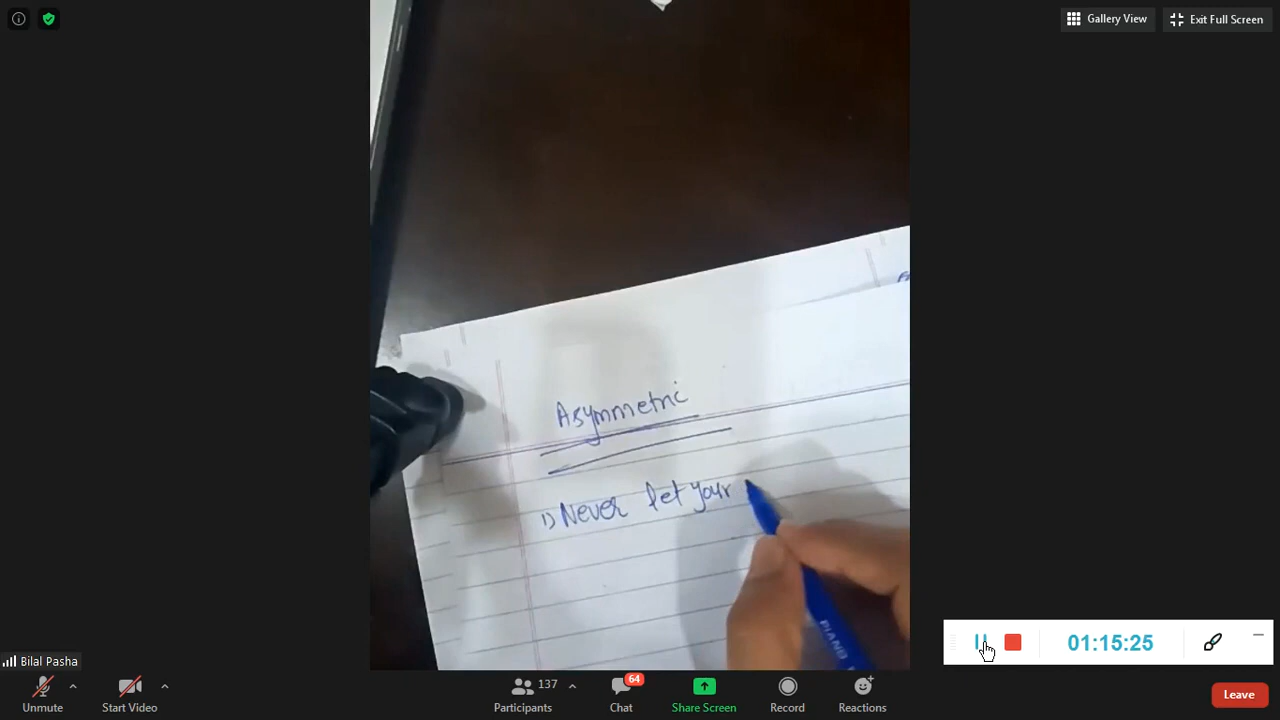 Gallery View
Exit Full Screen
Asymmetric
1) Never let your
PIANO
01:15:25
Bilal Pasha
Unmute
Start Video
137
Participants
64
Chat
Share Screen
Record
Reactions
Leave